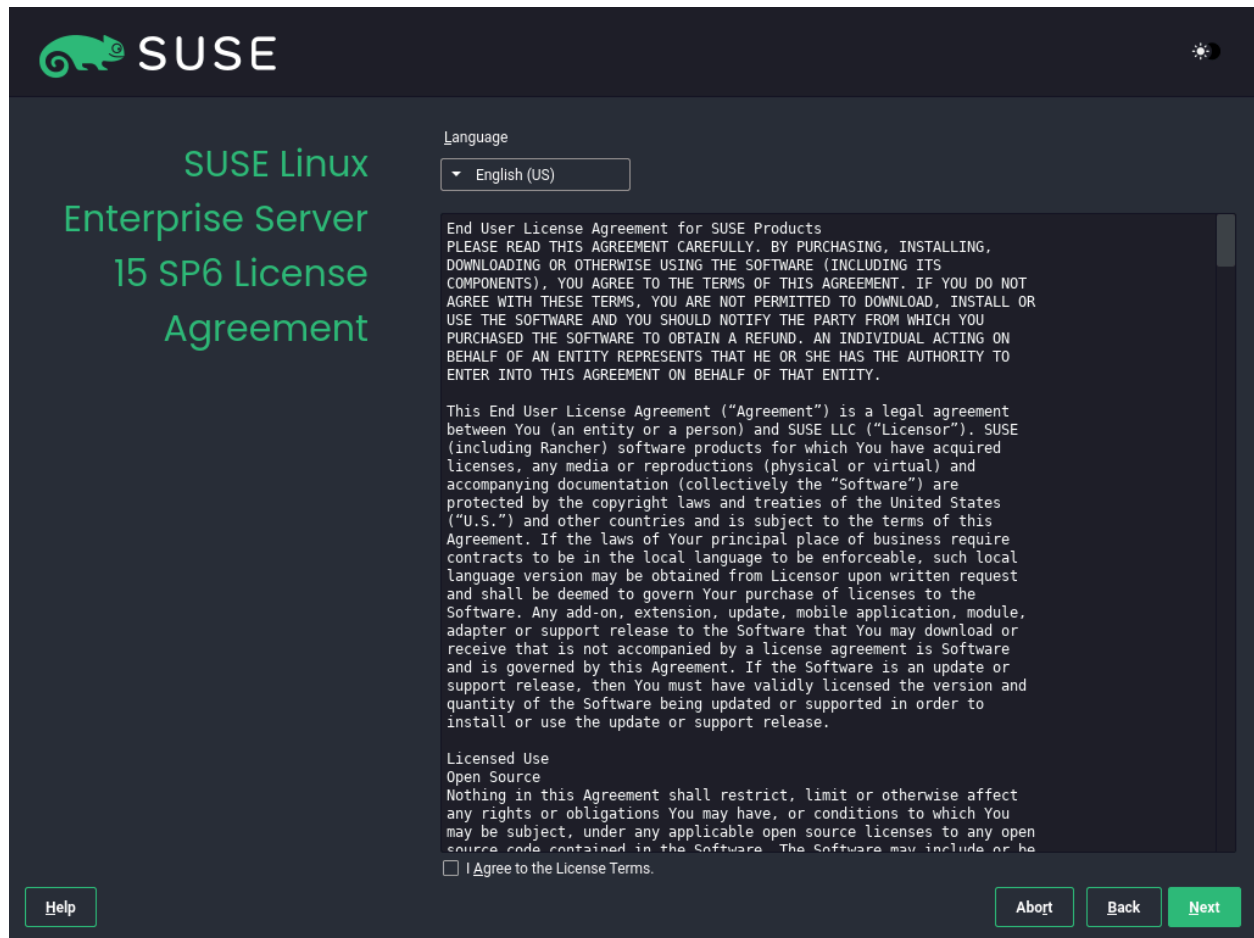 SUSE
SUSE Linux
Enterprise Server
15 SP6 License
Agreement
Language
English (US)
End User License Agreement for SUSE Products
PLEASE READ THIS AGREEMENT CAREFULLY. BY PURCHASING, INSTALLING,
DOWNLOADING OR OTHERWISE USING THE SOFTWARE (INCLUDING ITS
COMPONENTS), YOU AGREE TO THE TERMS OF THIS AGREEMENT. IF YOU DO NOT
AGREE WITH THESE TERMS, YOU ARE NOT PERMITTED TO DOWNLOAD, INSTALL OR
USE THE SOFTWARE AND YOU SHOULD NOTIFY THE PARTY FROM WHICH YOU
PURCHASED THE SOFTWARE TO OBTAIN A REFUND. AN INDIVIDUAL ACTING ON
BEHALF OF AN ENTITY REPRESENTS THAT HE OR SHE HAS THE AUTHORITY TO
ENTER INTO THIS AGREEMENT ON BEHALF OF THAT ENTITY.
This End User License Agreement (“Agreement”) is a legal agreement
between You (an entity or a person) and SUSE LLC (“Licensor”). SUSE
(including Rancher) software products for which You have acquired
licenses, any media or reproductions (physical or virtual) and
accompanying documentation (collectively the “Software”) are
protected by the copyright laws and treaties of the United States
(“U.S.”) and other countries and is subject to the terms of this
Agreement. If the laws of Your principal place of business require
contracts to be in the local language to be enforceable, such local
language version may be obtained from Licensor upon written request
and shall be deemed to govern Your purchase of licenses to the
Software. Any add-on, extension, update, mobile application, module,
adapter or support release to the Software that You may download or
receive that is not accompanied by a license agreement is Software
and is governed by this Agreement. If the Software is an update or
support release, then You must have validly licensed the version and
quantity of the Software being updated or supported in order to
install or use the update or support release.
Licensed Use
Open Source
Nothing in this Agreement shall restrict, limit or otherwise affect
any rights or obligations You may have, or conditions to which You
may be subject, under any applicable open source licenses to any open
source code contained in the Software. The Software may include or be
I Agree to the License Terms.
Help
Abort
Back
Next